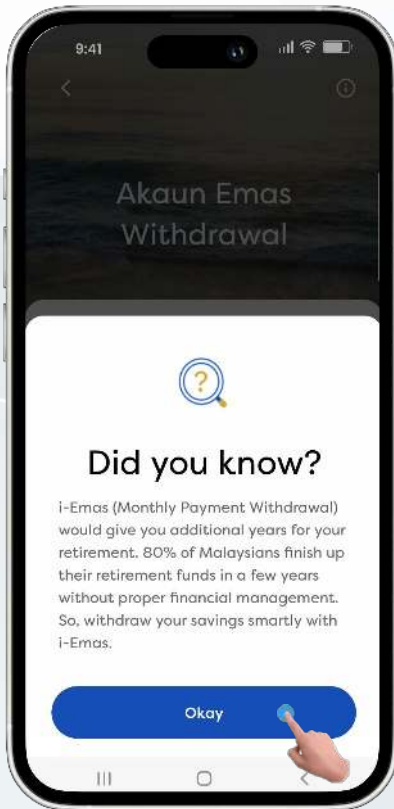 9:41
Akaun Emas
Withdrawal
?
Did you know?
i-Emas (Monthly Payment Withdrawal)
would give you additional years for your
retirement. 80% of Malaysians finish up
their retirement funds in a few years
without proper financial management.
So, withdraw your savings smartly with
i-Emas.
Okay